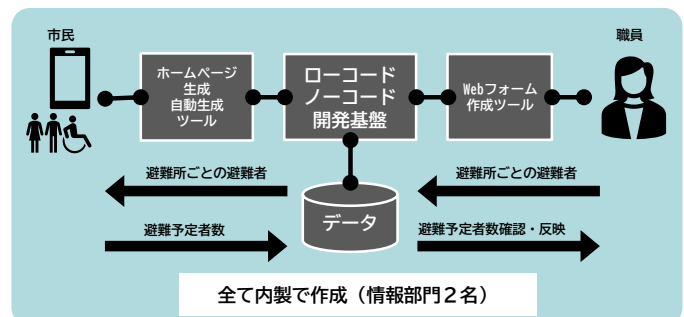 市民
職員
ホームページ
生成
自動生成
ツール
ローコード
ノーコード
開発基盤
Webフォーム
作成ツール
避難所ごとの避難者
避難所ごとの避難者
データ
避難予定者数
避難予定者数確認・反映
全て内製で作成（情報部門２名）